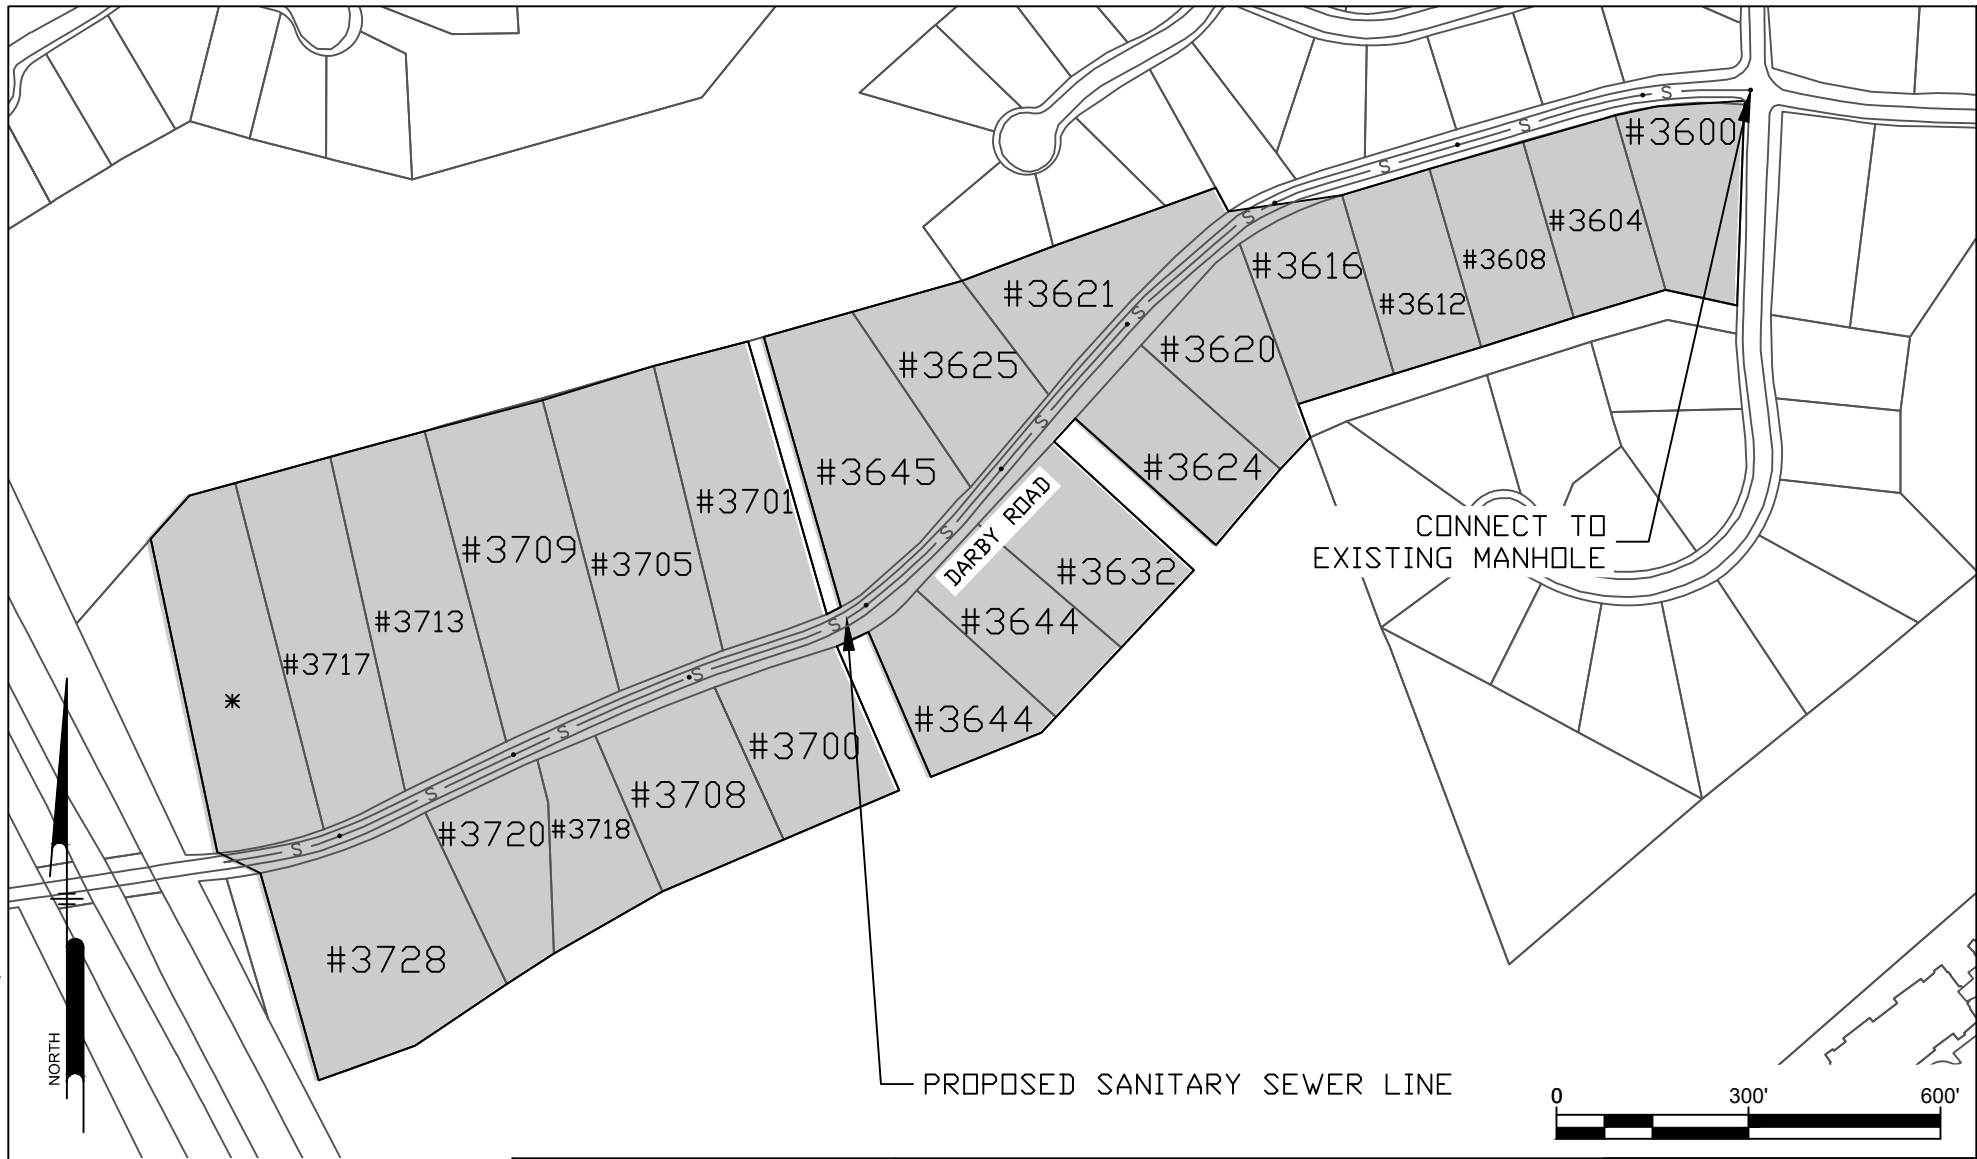 S
S
#3600
S
#3604
S
#3608
#3616
#3621
#3612
S
#3620
#3625
S
#3624
#3645
#3701
DARBY ROAD
CONNECT TO
EXISTING MANHOLE
S
#3709
#3705
#3632
#3713
#3644
S
#3717
S
*
#3644
S
#3700
S
#3708
#3720
#3718
S
#3728
NORTH
PROPOSED SANITARY SEWER LINE
0 300' 600'